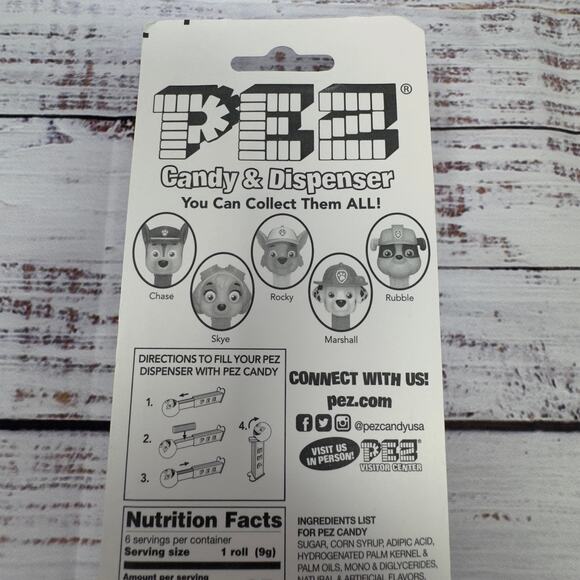 PEZ®
Candy & Dispenser
You Can Collect Them ALL!
Chase
Skye
Rocky
Marshall
Rubble
DIRECTIONS TO FILL YOUR PEZ
DISPENSER WITH PEZ CANDY
1.
2.
3.
4.
CONNECT WITH US!
pez.com
@pezcandyusa
VISIT US
IN PERSON!
PEZ
VISITOR CENTER
Nutrition Facts
6 servings per container
Serving size 1 roll (9g)
Amount per serving
INGREDIENTS LIST
FOR PEZ CANDY
SUGAR, CORN SYRUP, ADIPIC ACID,
HYDROGENATED PALM KERNEL &
PALM OILS, MONO & DIGLYCERIDES,
NATURAL & ARTIFICIAL FLAVORS,